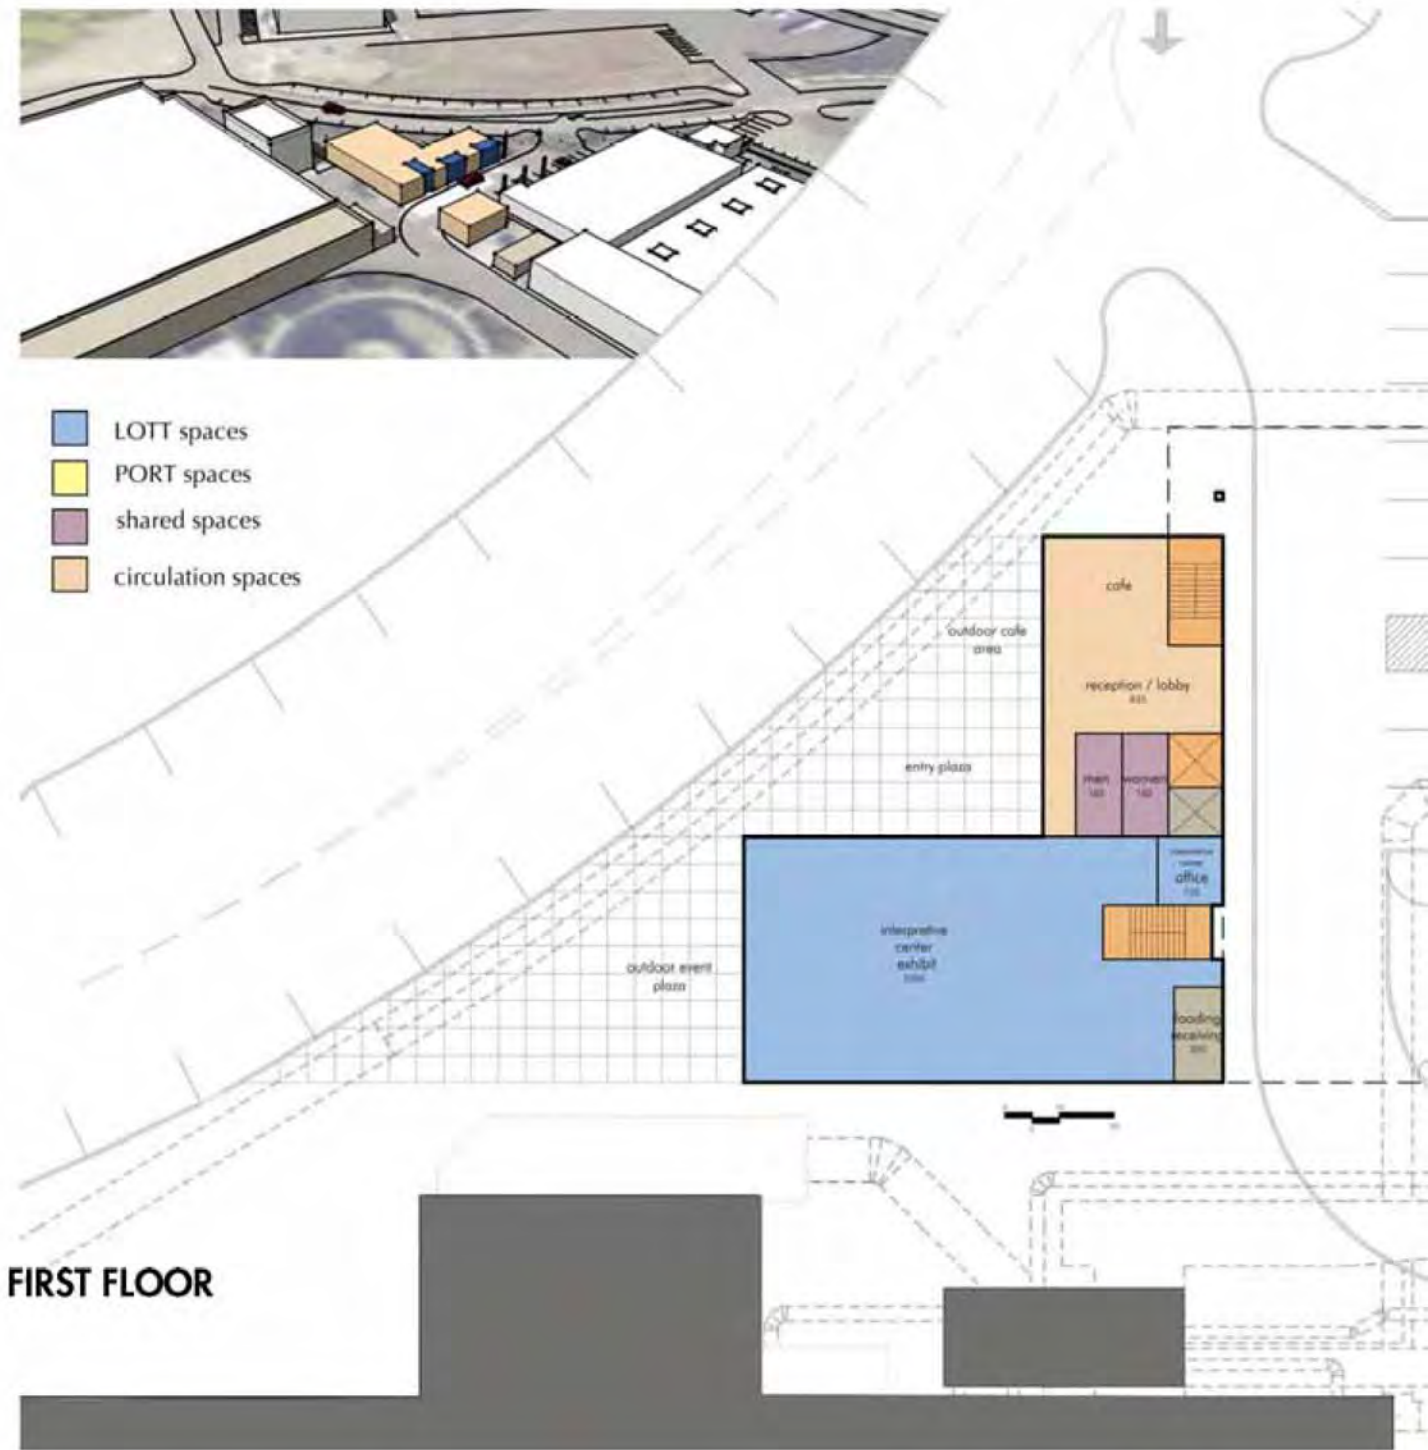 LOTT spaces
PORT spaces
shared spaces
circulation spaces
cafe
outdoor cafe
area
reception / lobby
entry plaza
men
women
office
interpretive
center
exhibit
outdoor event
plaza
loading
receiving
FIRST FLOOR